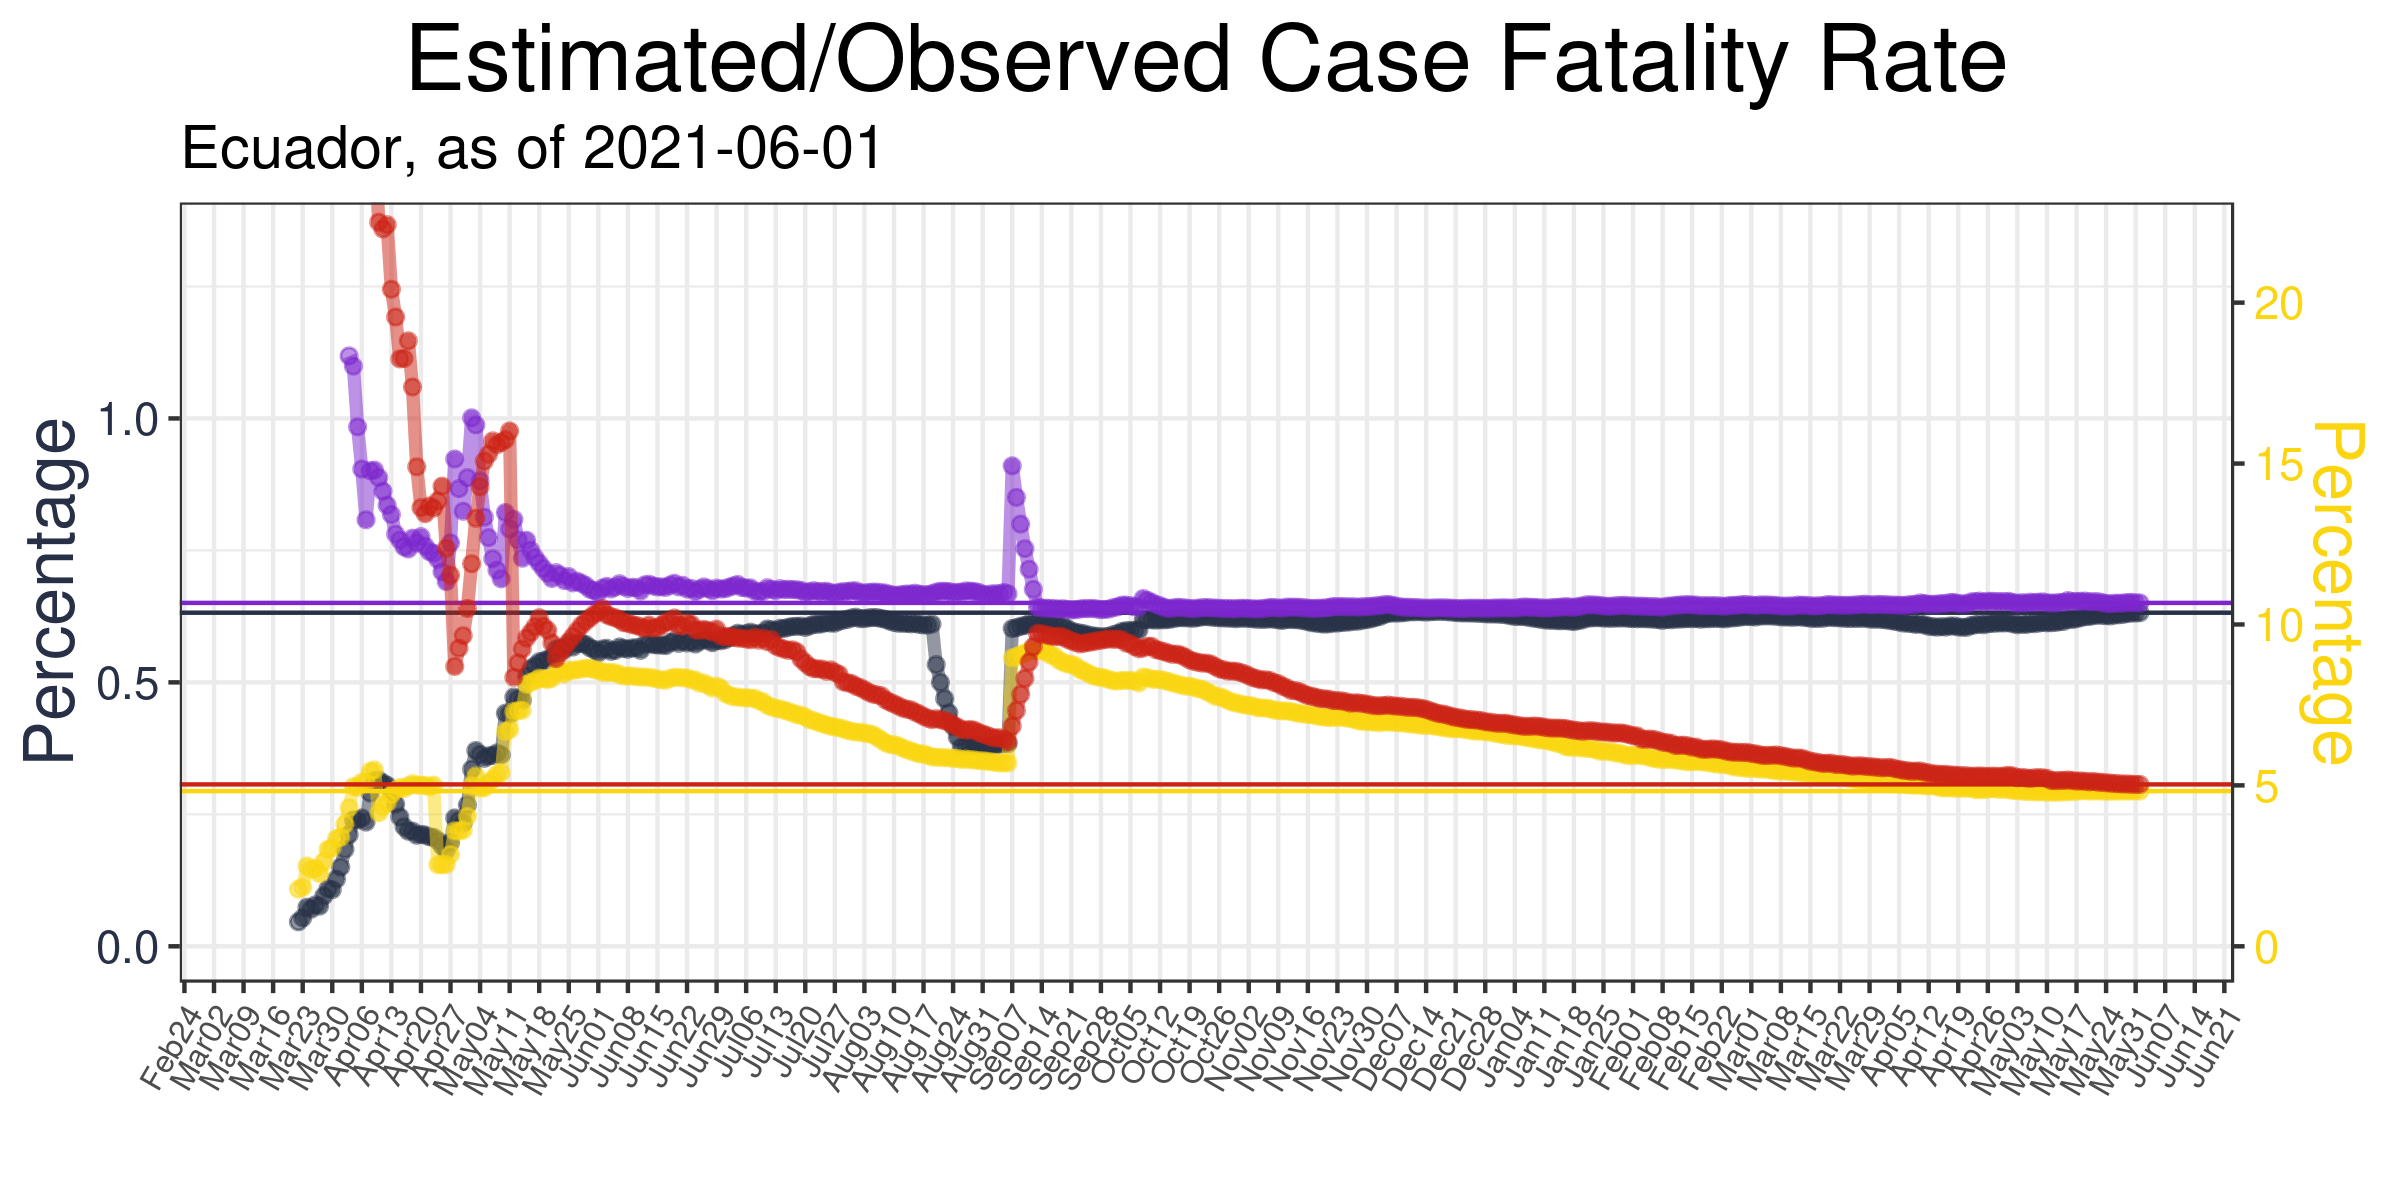 Estimated/Observed Case Fatality Rate
Ecuador, as of 2021-06-01
Percentage
1.0
0.5
0.0
20
15
10
5
0
Percentage
Feb24 Mar02 Mar09 Mar16 Mar23 Mar30 Apr06 Apr13 Apr20 Apr27 May04 May11 May18 May25 Jun01 Jun08 Jun15 Jun22 Jun29 Jul06 Jul13 Jul20 Jul27 Aug03 Aug10 Aug17 Aug24 Aug31 Sep07 Sep14 Sep21 Sep28 Oct05 Oct12 Oct19 Oct26 Nov02 Nov09 Nov16 Nov23 Nov30 Dec07 Dec14 Dec21 Dec28 Jan04 Jan11 Jan18 Jan25 Feb01 Feb08 Feb15 Feb22 Mar01 Mar08 Mar15 Mar22 Mar29 Apr05 Apr12 Apr19 Apr26 May03 May10 May17 May24 May31 Jun07 Jun14 Jun21